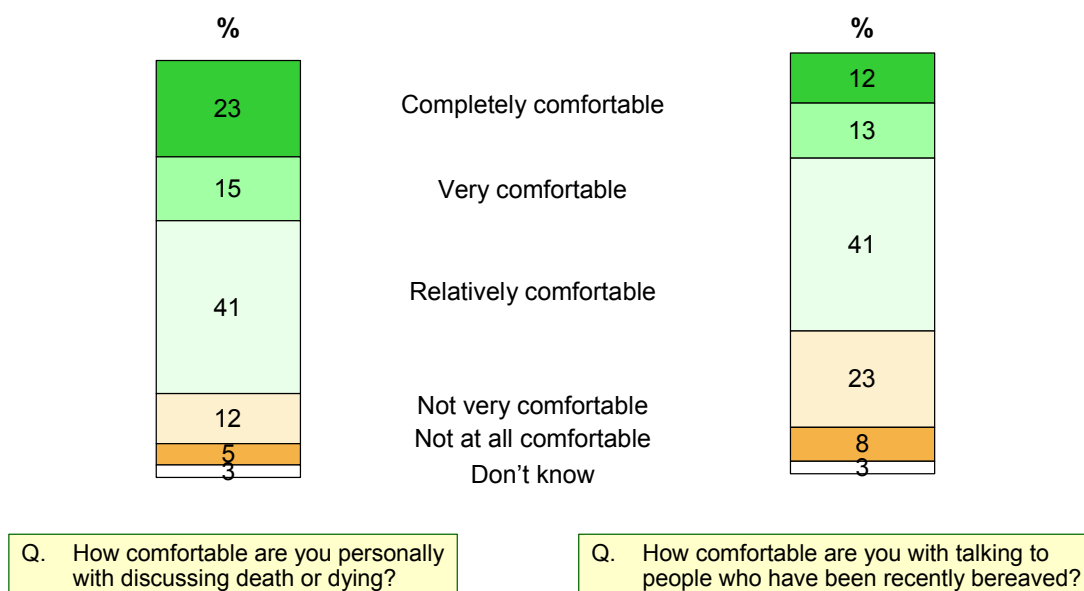 %
%
23
15
41
12
5
3
Completely comfortable
Very comfortable
Relatively comfortable
Not very comfortable
Not at all comfortable
Don’t know
12
13
41
23
8
3
Q. How comfortable are you personally
with discussing death or dying?
Q. How comfortable are you with talking to
people who have been recently bereaved?